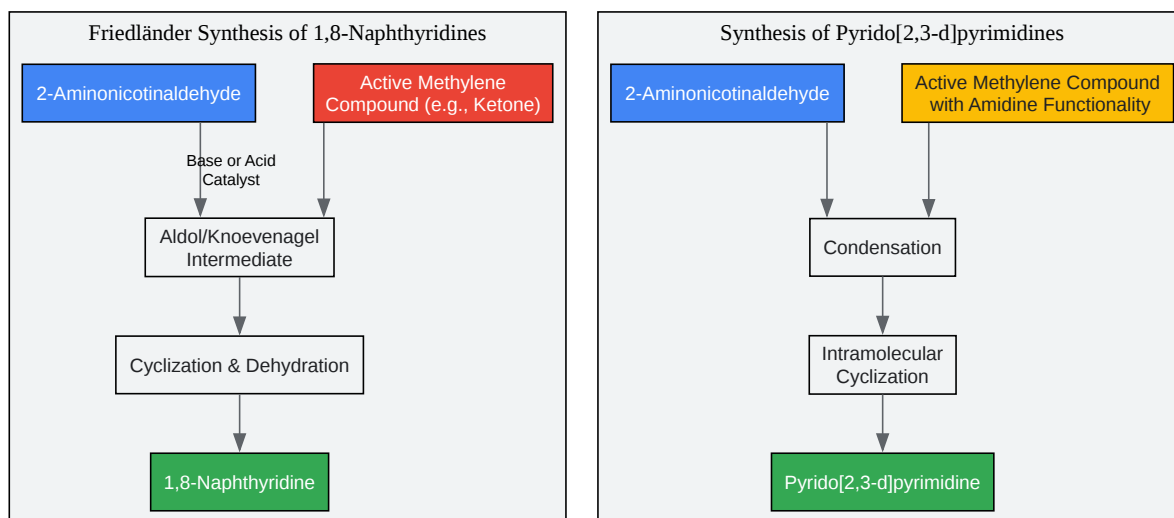 Friedländer Synthesis of 1,8-Naphthyridines
2-Aminonicotinaldehyde
Active Methylene
Compound (e.g., Ketone)
Base or Acid
Catalyst
Aldol/Knoevenagel
Intermediate
Cyclization & Dehydration
1,8-Naphthyridine
Synthesis of Pyrido[2,3-d]pyrimidines
2-Aminonicotinaldehyde
Active Methylene Compound
with Amidine Functionality
Condensation
Intramolecular
Cyclization
Pyrido[2,3-d]pyrimidine